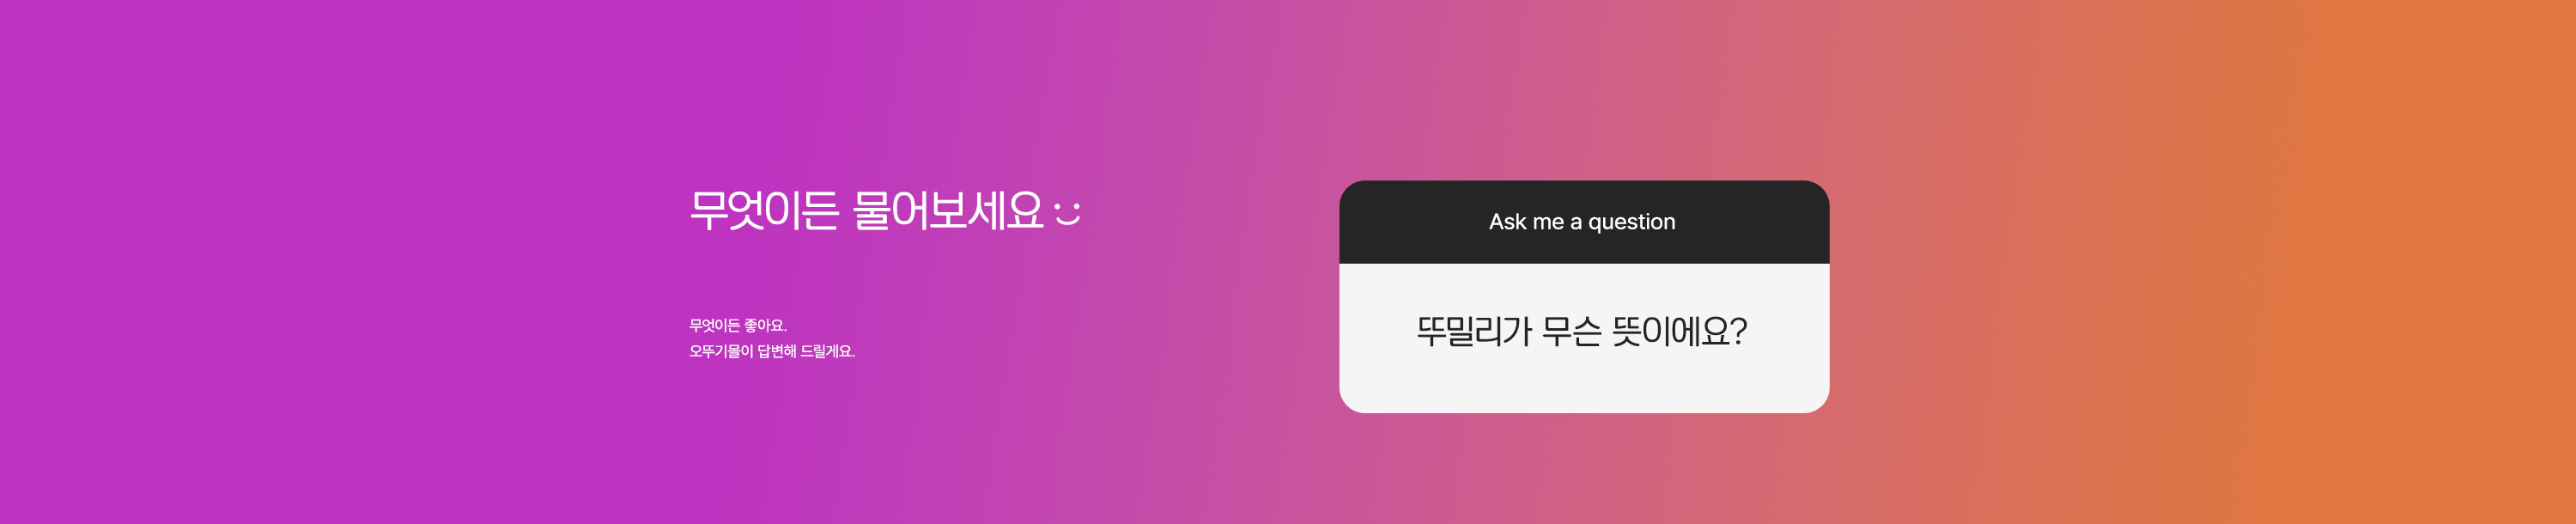 무엇이든 물어보세요
무엇이든 좋아요.
오뚜기몰이 답변해 드릴게요.
Ask me a question
뚜밀리가 무슨 뜻이에요?